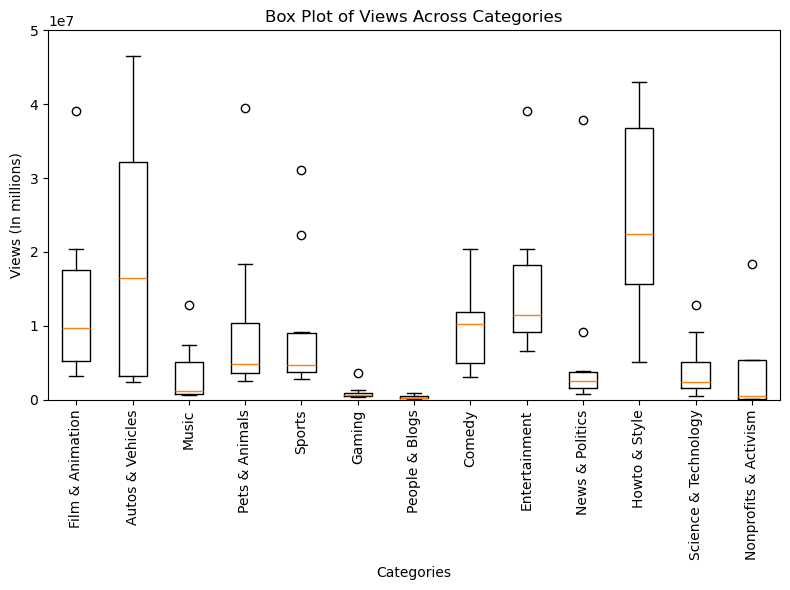 Box Plot of Views Across Categories
1e7
5
4
3
2
1
0
Views (In millions)
Film & Animation
Autos & Vehicles
Music
Pets & Animals
Sports
Gaming
People & Blogs
Comedy
Entertainment
News & Politics
Howto & Style
Science & Technology
Nonprofits & Activism
Categories